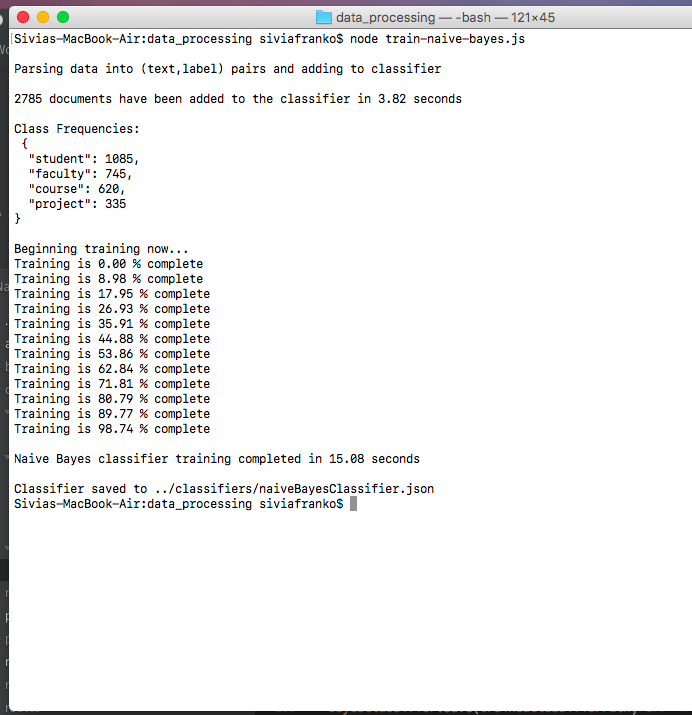 data_processing — -bash — 121×45
[Sivias-MacBook-Air:data_processing siviafranko$ node train-naive-bayes.js
Parsing data into (text,label) pairs and adding to classifier
2785 documents have been added to the classifier in 3.82 seconds
Class Frequencies:
{
"student": 1085,
"faculty": 745,
"course": 620,
"project": 335
}
Beginning training now...
Training is 0.00 % complete
Training is 8.98 % complete
Training is 17.95 % complete
Training is 26.93 % complete
Training is 35.91 % complete
Training is 44.88 % complete
Training is 53.86 % complete
Training is 62.84 % complete
Training is 71.81 % complete
Training is 80.79 % complete
Training is 89.77 % complete
Training is 98.74 % complete
Naive Bayes classifier training completed in 15.08 seconds
Classifier saved to ../classifiers/naiveBayesClassifier.json
Sivias-MacBook-Air:data_processing siviafranko$